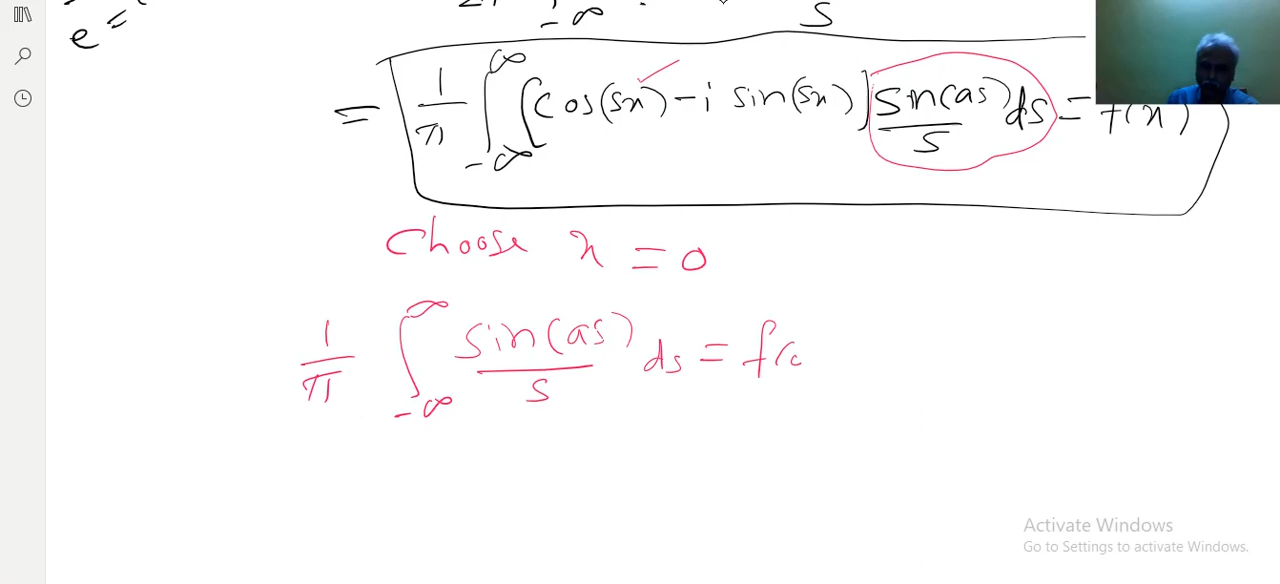 e =
-∞ s
= 1/π ∫_{-∞}^{∞} [cos(sx) - i sin(sx)] sin(as)/s ds = f(x)
Choose x = 0
1/π ∫_{-∞}^{∞} sin(as)/s ds = f(
Activate Windows
Go to Settings to activate Windows.